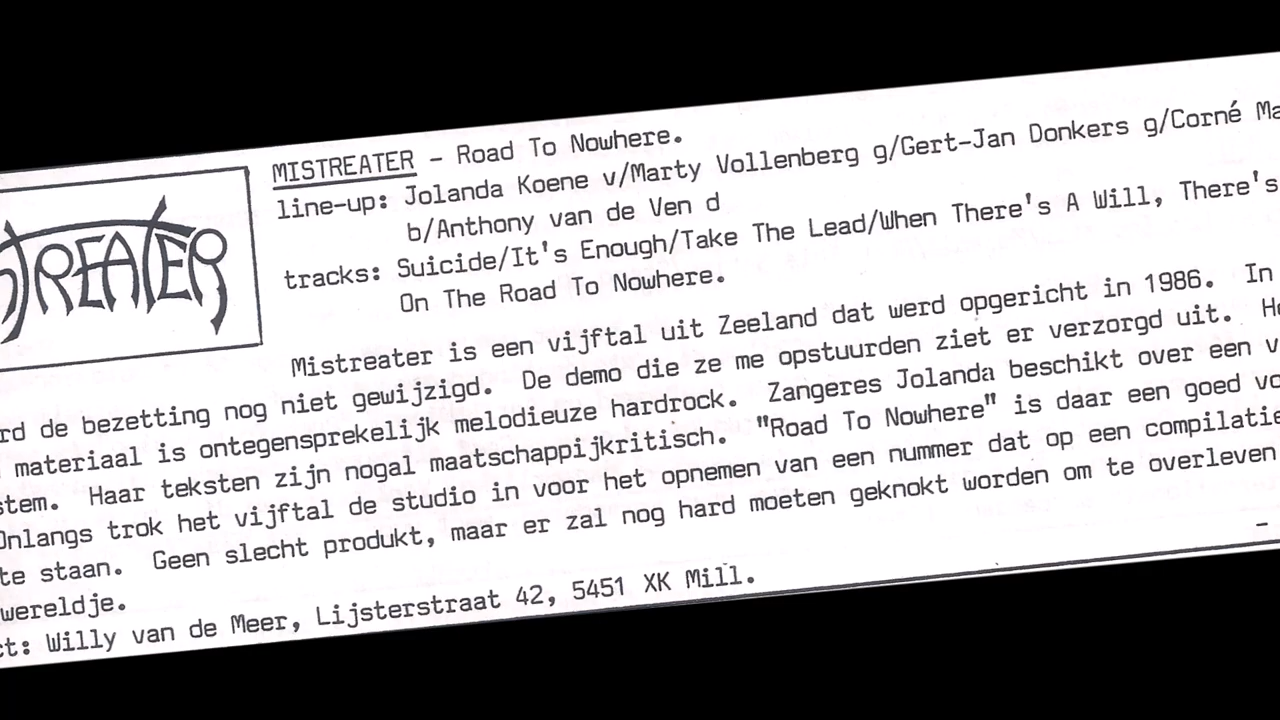 MISTREATER - Road To Nowhere.
line-up: Jolanda Koene v/Marty Vollenberg g/Gert-Jan Donkers g/Corné
b/Anthony van de Ven d
tracks: Suicide/It's Enough/Take The Lead/When There's A Will, There's
On The Road To Nowhere.
TREATER
Mistreater is een vijftal uit Zeeland dat werd opgericht in 1986. In
de bezetting nog niet gewijzigd. De demo die ze me opstuurden ziet er verzorgd uit.
materiaal is ontegensprekelijk melodieuze hardrock. Zangeres Jolanda beschikt over een
stem. Haar teksten zijn nogal maatschappijkritisch. "Road To Nowhere" is daar een goed
Onlangs trok het vijftal de studio in voor het opnemen van een nummer dat op een
te staan. Geen slecht produkt, maar er zal nog hard moeten geknokt worden om te overleven
wereldje.
Willy van de Meer, Lijsterstraat 42, 5451 XK Mill.